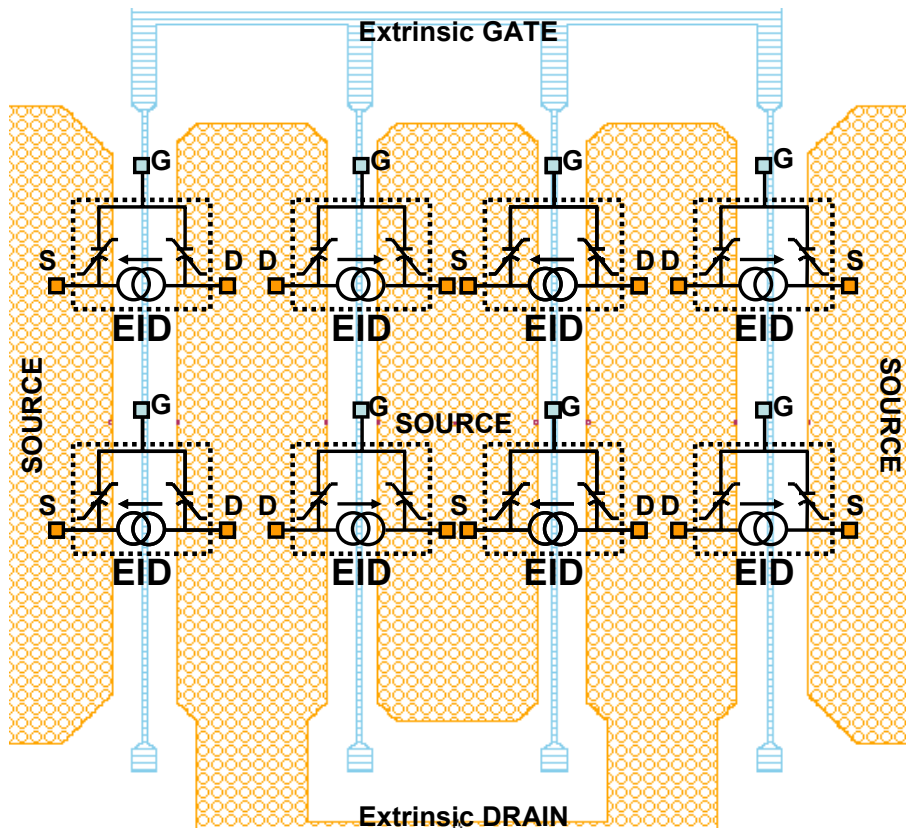 Extrinsic GATE
G G G G
S D D S D D S
EID EID EID EID
SOURCE SOURCE SOURCE
G G G G
S D D S D D S
EID EID EID EID
Extrinsic DRAIN